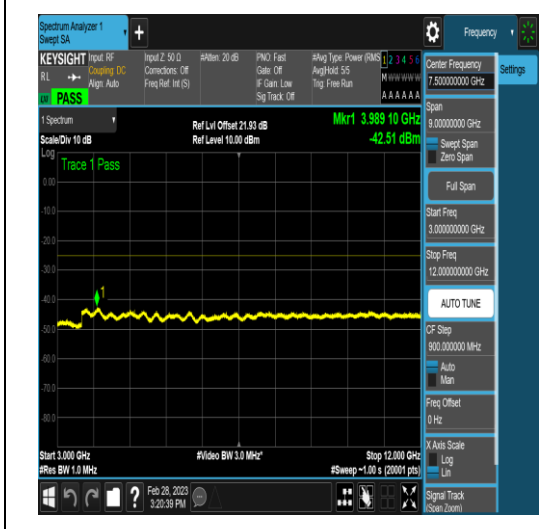 Spectrum Analyzer 1
Swept SA
+
Frequency
KEYSIGHT
RL
PASS
Input: RF
Coupling: DC
Align: Auto
Input Z: 50 Ω
Corrections: Off
Freq Ref: Int (S)
#Atten: 20 dB
PNO: Fast
Gate: Off
IF Gain: Low
Sig Track: Off
#Avg Type: Power (RMS
Avg|Hold: 5/5
Trig: Free Run
1 2 3 4 5 6
M W W W W W
A A A A A A
1 Spectrum
Scale/Div 10 dB
Ref Lvl Offset 21.93 dB
Ref Level 10.00 dBm
Mkr1 3.989 10 GHz
-42.51 dBm
Log
Trace 1 Pass
0.00
-10.0
-20.0
-30.0
-40.0
-50.0
-60.0
-70.0
-80.0
1
Start 3.000 GHz
#Res BW 1.0 MHz
#Video BW 3.0 MHz*
Stop 12.000 GHz
#Sweep ~1.00 s (20001 pts)
Center Frequency
7.500000000 GHz
Settings
Span
9.00000000 GHz
Swept Span
Zero Span
Full Span
Start Freq
3.000000000 GHz
Stop Freq
12.000000000 GHz
AUTO TUNE
CF Step
900.000000 MHz
Auto
Man
Freq Offset
0 Hz
X Axis Scale
Log
Lin
Signal Track
(Span Zoom)
?
Feb 28, 2023
3:20:39 PM